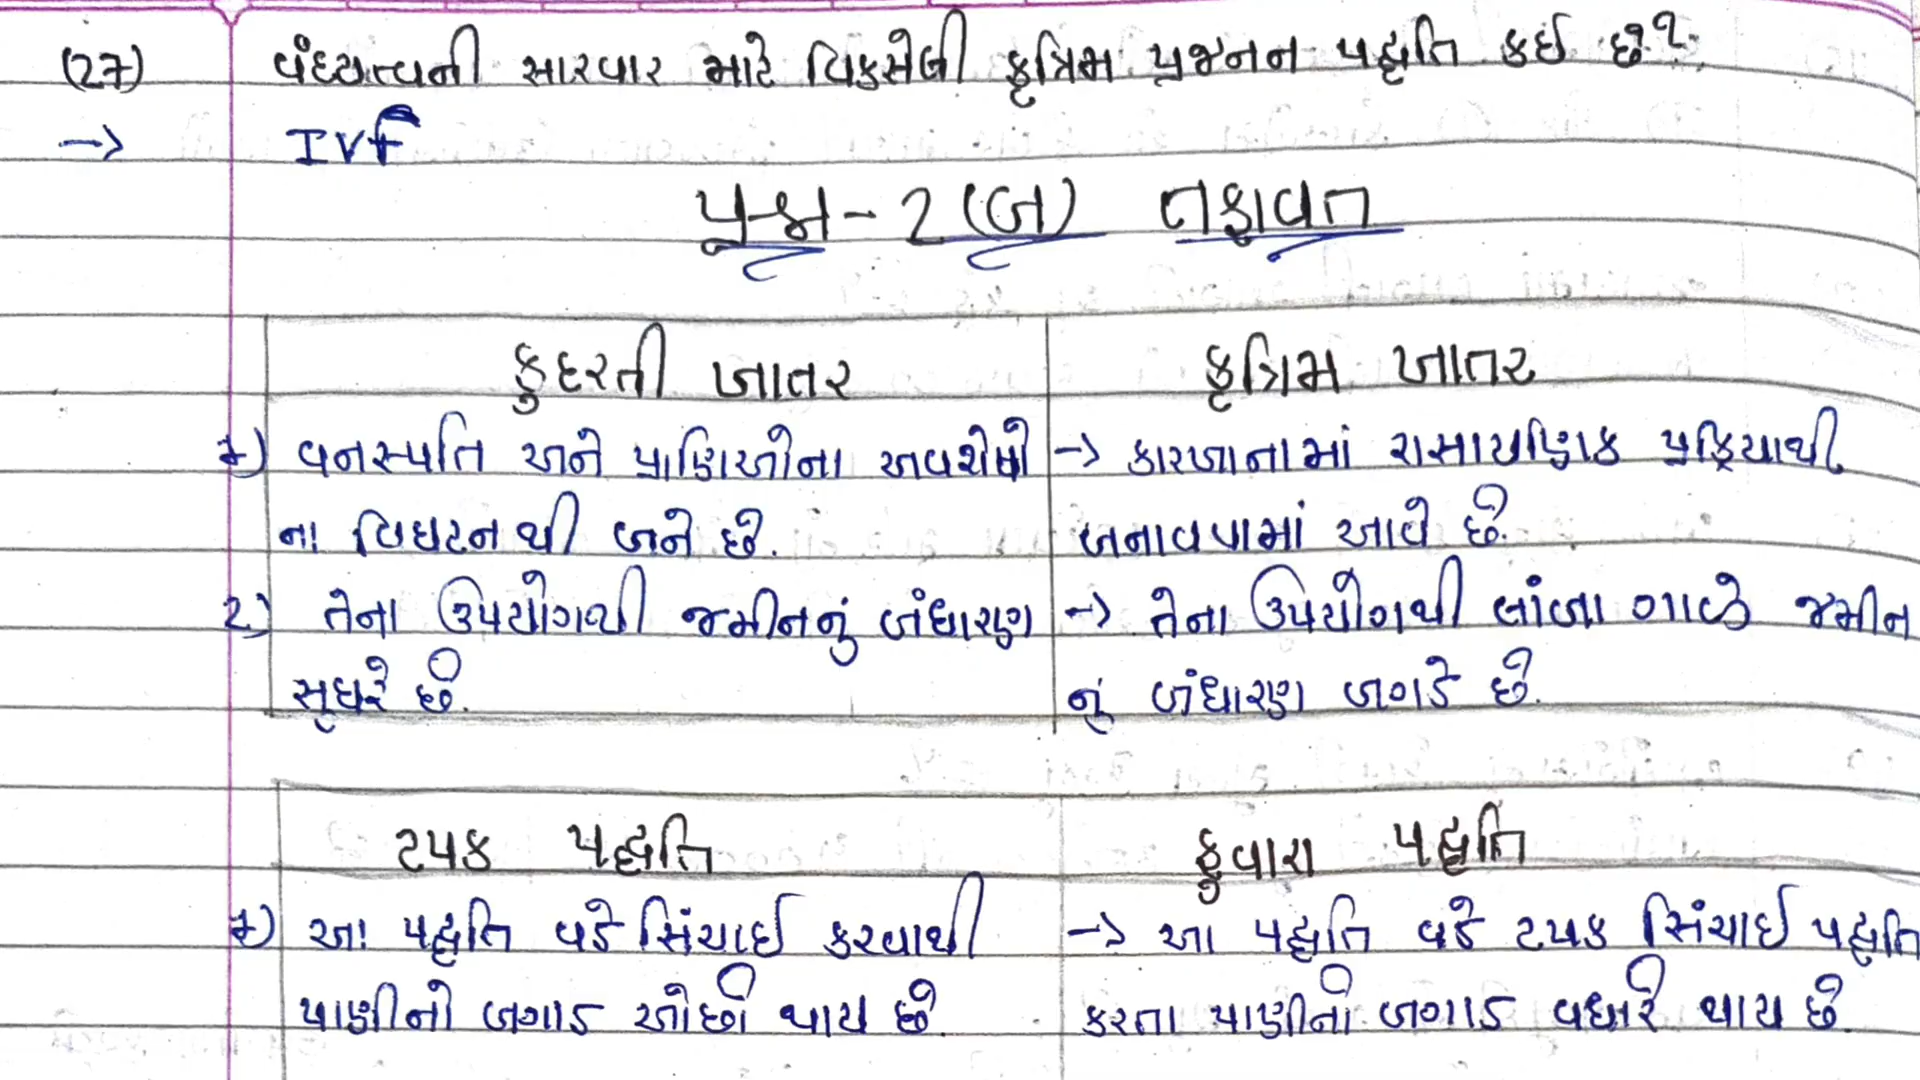 (27) વંધ્યત્વની સારવાર માટે વિકસેલી કૃત્રિમ પ્રજનન પદ્ધતિ કઈ છે?
→ IVF
પ્રશ્ન - 2 (બ) તફાવત
કુદરતી ખાતર કૃત્રિમ ખાતર
1) વનસ્પતિ અને પ્રાણિઓના અવશેષો → કારખાનામાં રાસાયણિક પ્રક્રિયાથી
ના વિઘટન થી બને છે. બનાવવામાં આવે છે.
2) તેના ઉપયોગથી જમીનનું બંધારણ → તેના ઉપયોગથી લાંબા ગાળે જમીન
સુધરે છે. નું બંધારણ બગડે છે.
ટપક પદ્ધતિ ફુવારા પદ્ધતિ
1) આ પદ્ધતિ વડે સિંચાઈ કરવાથી → આ પદ્ધતિ વડે ટપક સિંચાઈ પદ્ધતિ
પાણીનો બગાડ ઓછો થાય છે. કરતા પાણીનો બગાડ વધારે થાય છે.